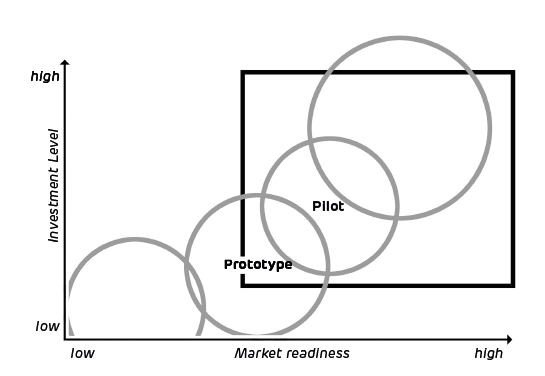 high
Investment Level
Pilot
Prototype
low
low
Market readiness
high